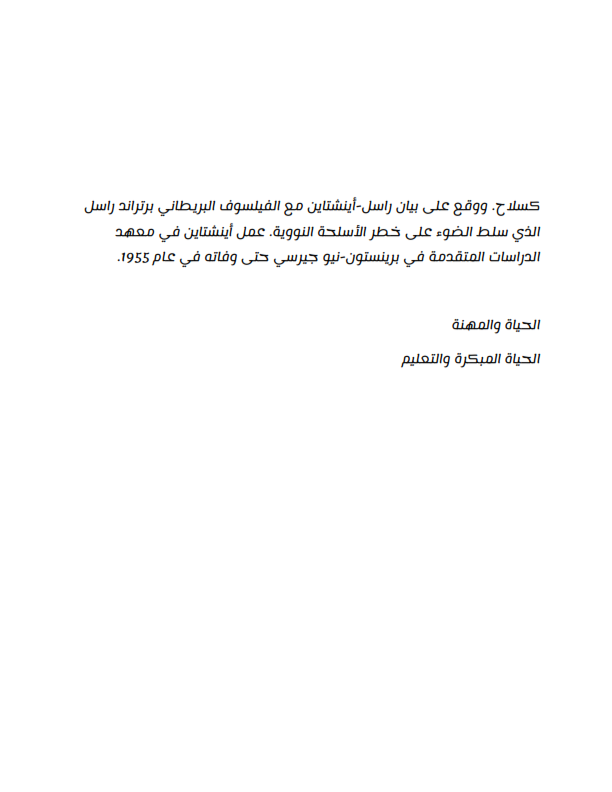 كسلاح. ووقع على بيان راسل-أينشتاين مع الفيلسوف البريطاني برتراند راسل
الذي سلط الضوء على خطر الأسلحة النووية. عمل أينشتاين في معهد
الدراسات المتقدمة في برينستون-نيو جيرسي حتى وفاته في عام 1955.
الحياة والمهنة
الحياة المبكرة والتعليم